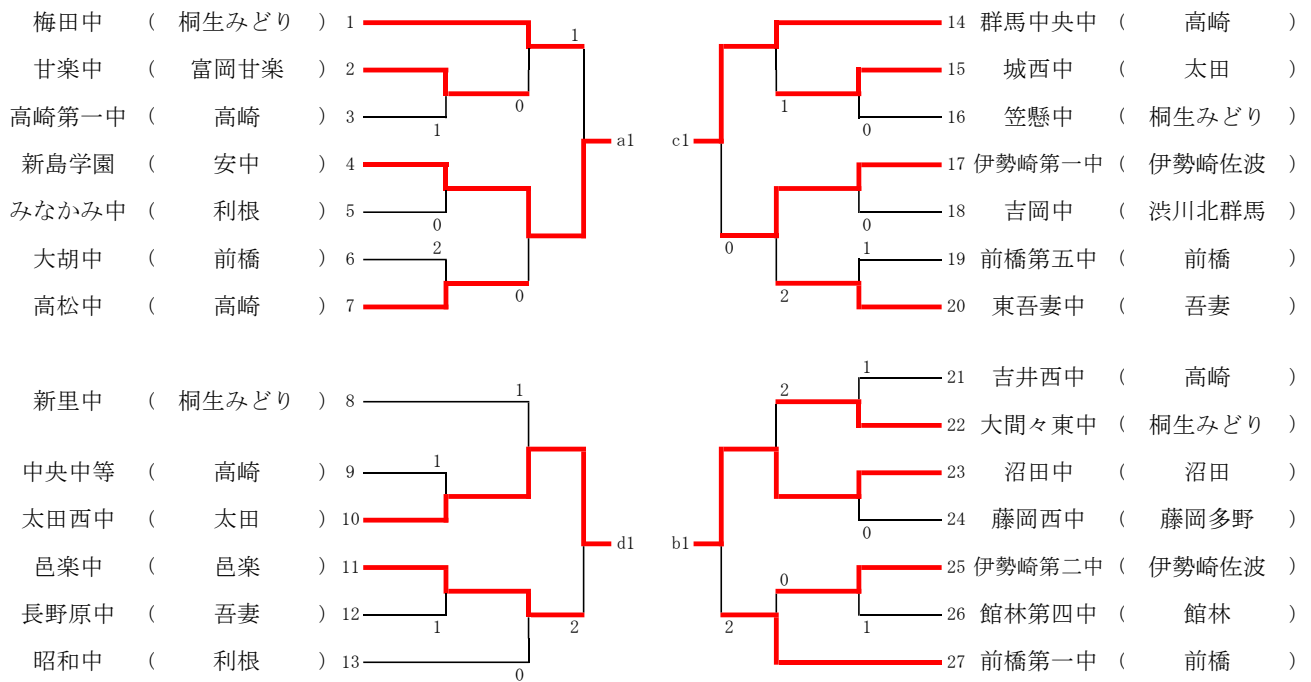 梅田中 ( 桐生みどり ) 1
1
甘楽中 ( 富岡甘楽 ) 2
0
高崎第一中 ( 高崎 ) 3
1
a1
新島学園 ( 安中 ) 4
みなかみ中 ( 利根 ) 5
0
大胡中 ( 前橋 ) 6
2
0
高松中 ( 高崎 ) 7
新里中 ( 桐生みどり ) 8
1
中央中等 ( 高崎 ) 9
1
太田西中 ( 太田 ) 10
d1
邑楽中 ( 邑楽 ) 11
長野原中 ( 吾妻 ) 12
1
2
昭和中 ( 利根 ) 13
0
14 群馬中央中 ( 高崎 )
15 城西中 ( 太田 )
1
16 笠懸中 ( 桐生みどり )
0
c1
17 伊勢崎第一中 ( 伊勢崎佐波 )
18 吉岡中 ( 渋川北群馬 )
0
0
1
19 前橋第五中 ( 前橋 )
2
20 東吾妻中 ( 吾妻 )
1
21 吉井西中 ( 高崎 )
2
22 大間々東中 ( 桐生みどり )
23 沼田中 ( 沼田 )
24 藤岡西中 ( 藤岡多野 )
0
b1
25 伊勢崎第二中 ( 伊勢崎佐波 )
0
26 館林第四中 ( 館林 )
1
2
27 前橋第一中 ( 前橋 )